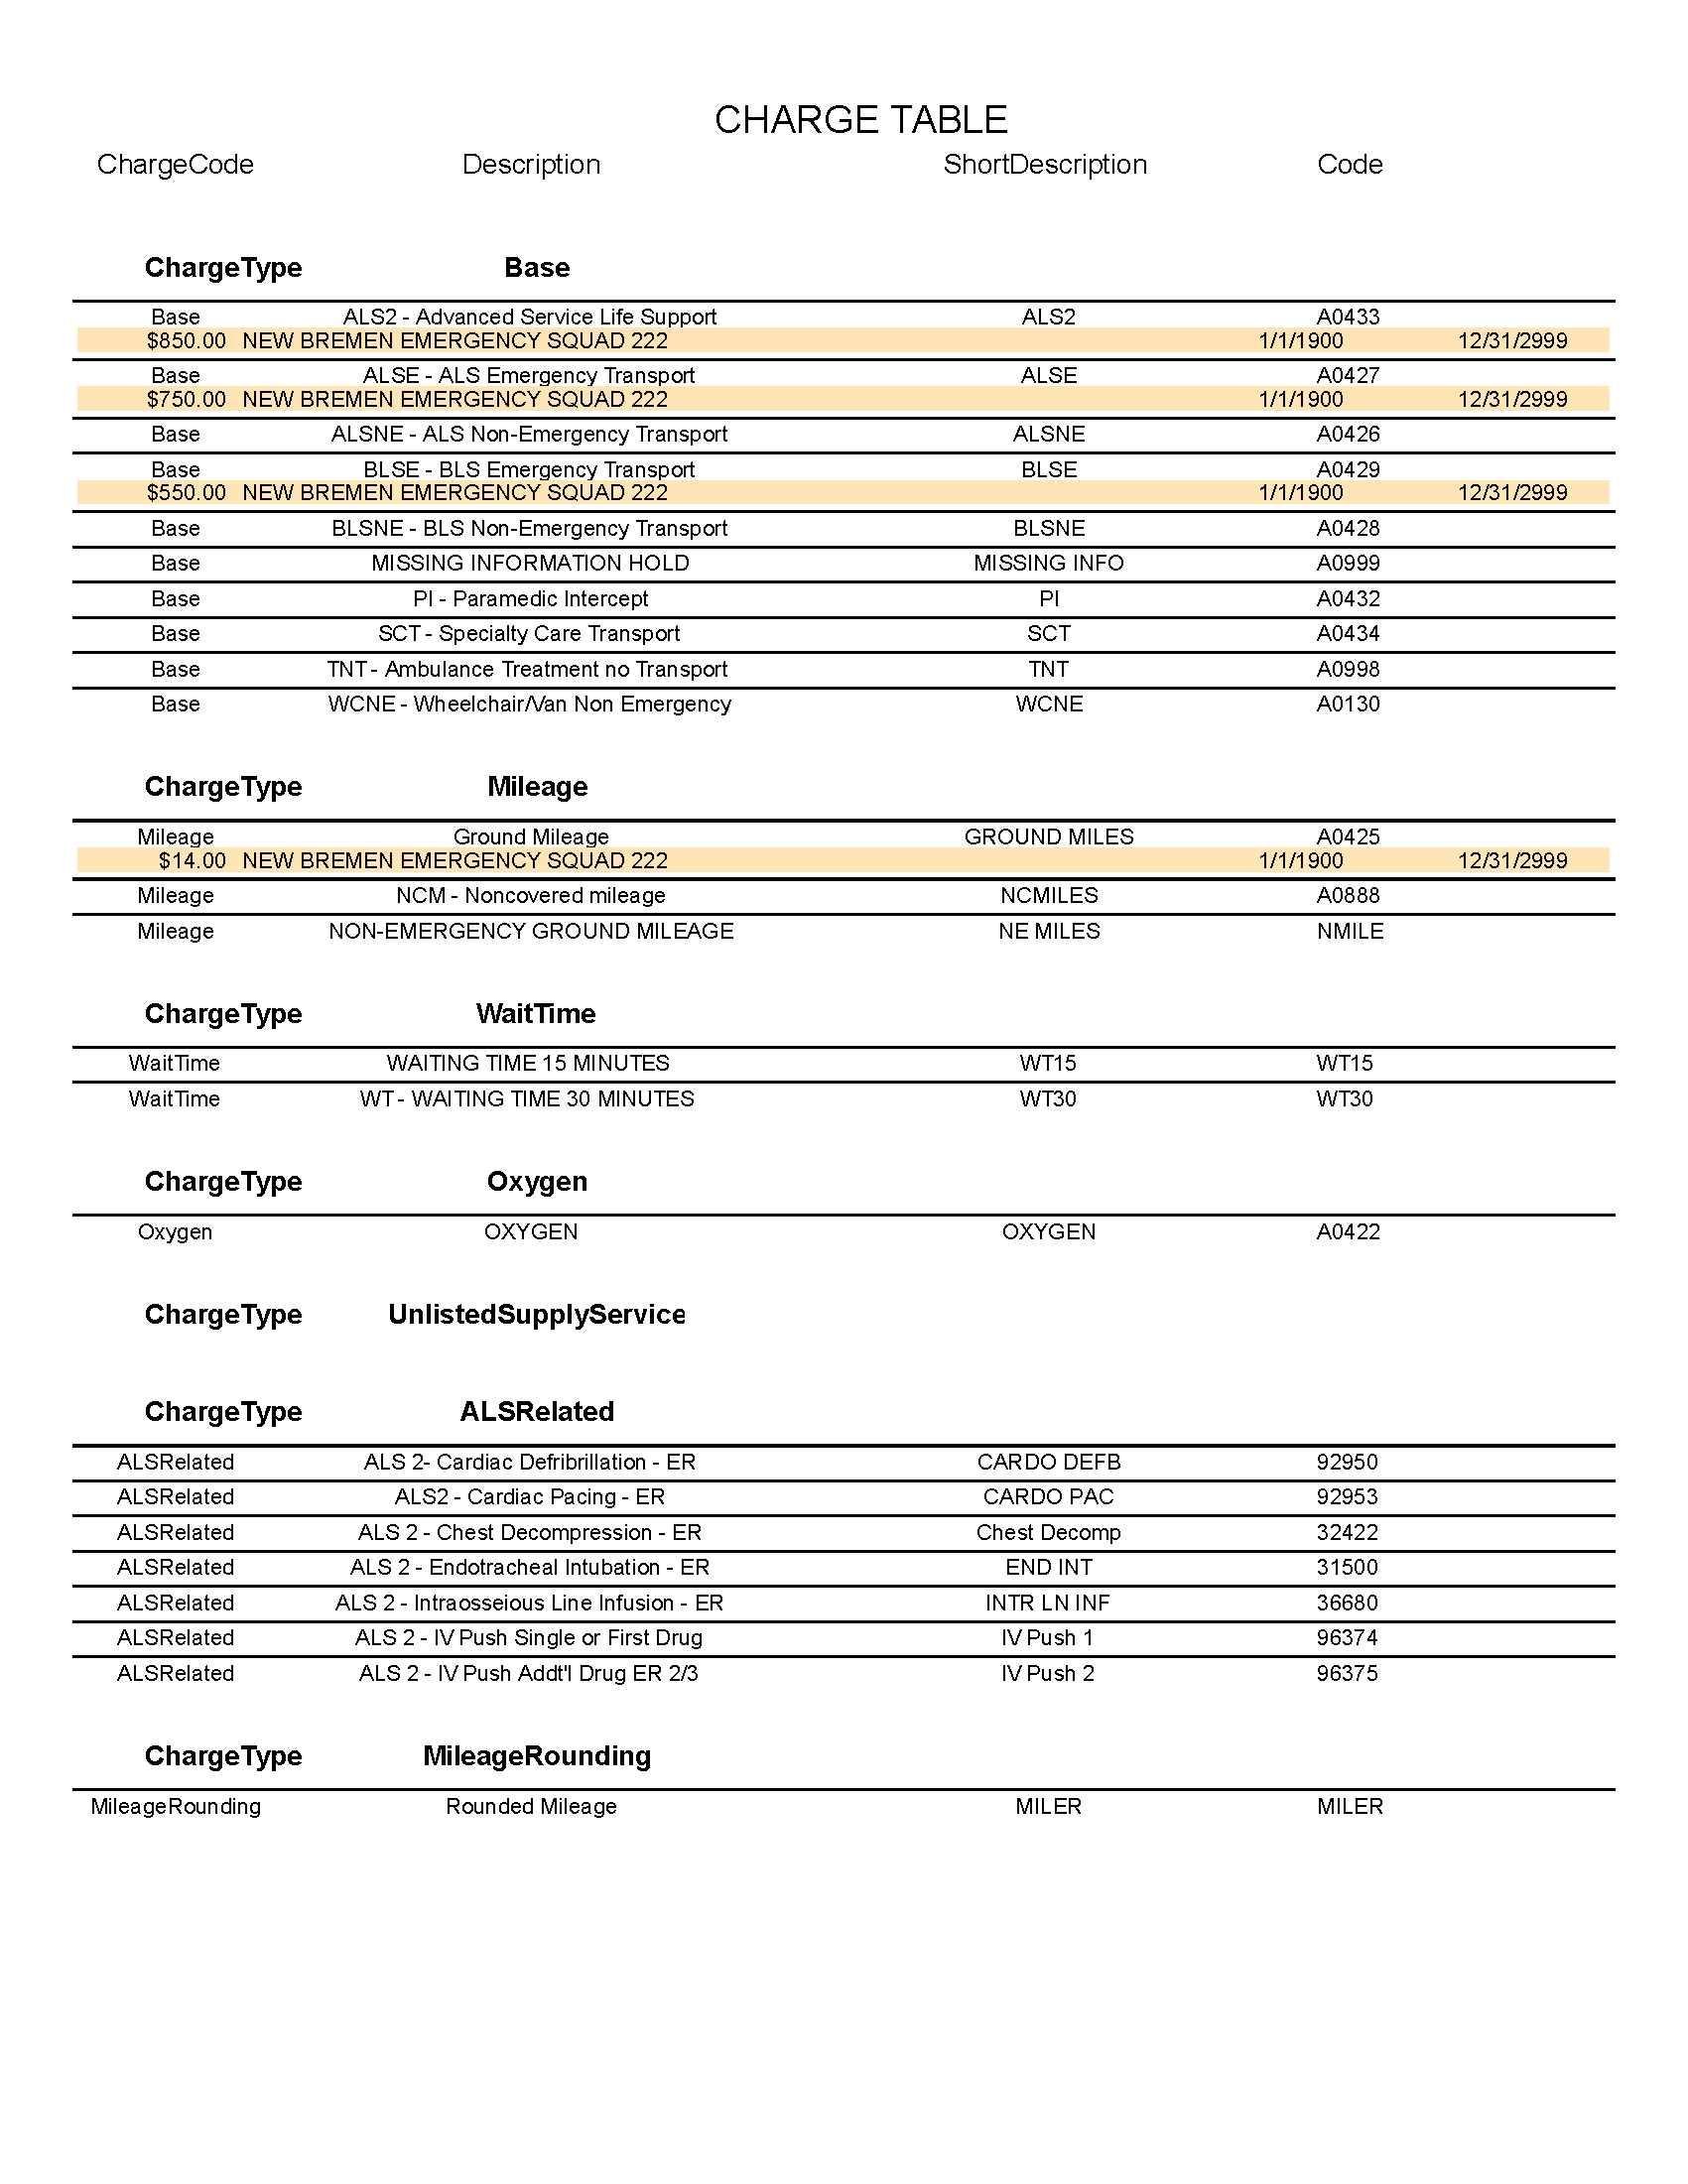 CHARGE TABLE
ChargeCode Description ShortDescription Code
ChargeType Base
Base ALS2 - Advanced Service Life Support ALS2 A0433
$850.00 NEW BREMEN EMERGENCY SQUAD 222 1/1/1900 12/31/2999
Base ALSE - ALS Emergency Transport ALSE A0427
$750.00 NEW BREMEN EMERGENCY SQUAD 222 1/1/1900 12/31/2999
Base ALSNE - ALS Non-Emergency Transport ALSNE A0426
Base BLSE - BLS Emergency Transport BLSE A0429
$550.00 NEW BREMEN EMERGENCY SQUAD 222 1/1/1900 12/31/2999
Base BLSNE - BLS Non-Emergency Transport BLSNE A0428
Base MISSING INFORMATION HOLD MISSING INFO A0999
Base PI - Paramedic Intercept PI A0432
Base SCT - Specialty Care Transport SCT A0434
Base TNT - Ambulance Treatment no Transport TNT A0998
Base WCNE - Wheelchair/Van Non Emergency WCNE A0130
ChargeType Mileage
Mileage Ground Mileage GROUND MILES A0425
$14.00 NEW BREMEN EMERGENCY SQUAD 222 1/1/1900 12/31/2999
Mileage NCM - Noncovered mileage NCMILES A0888
Mileage NON-EMERGENCY GROUND MILEAGE NE MILES NMILE
ChargeType WaitTime
WaitTime WAITING TIME 15 MINUTES WT15 WT15
WaitTime WT - WAITING TIME 30 MINUTES WT30 WT30
ChargeType Oxygen
Oxygen OXYGEN OXYGEN A0422
ChargeType UnlistedSupplyService
ChargeType ALSRelated
ALSRelated ALS 2- Cardiac Defribrillation - ER CARDO DEFB 92950
ALSRelated ALS2 - Cardiac Pacing - ER CARDO PAC 92953
ALSRelated ALS 2 - Chest Decompression - ER Chest Decomp 32422
ALSRelated ALS 2 - Endotracheal Intubation - ER END INT 31500
ALSRelated ALS 2 - Intraosseious Line Infusion - ER INTR LN INF 36680
ALSRelated ALS 2 - IV Push Single or First Drug IV Push 1 96374
ALSRelated ALS 2 - IV Push Addt'l Drug ER 2/3 IV Push 2 96375
ChargeType MileageRounding
MileageRounding Rounded Mileage MILER MILER